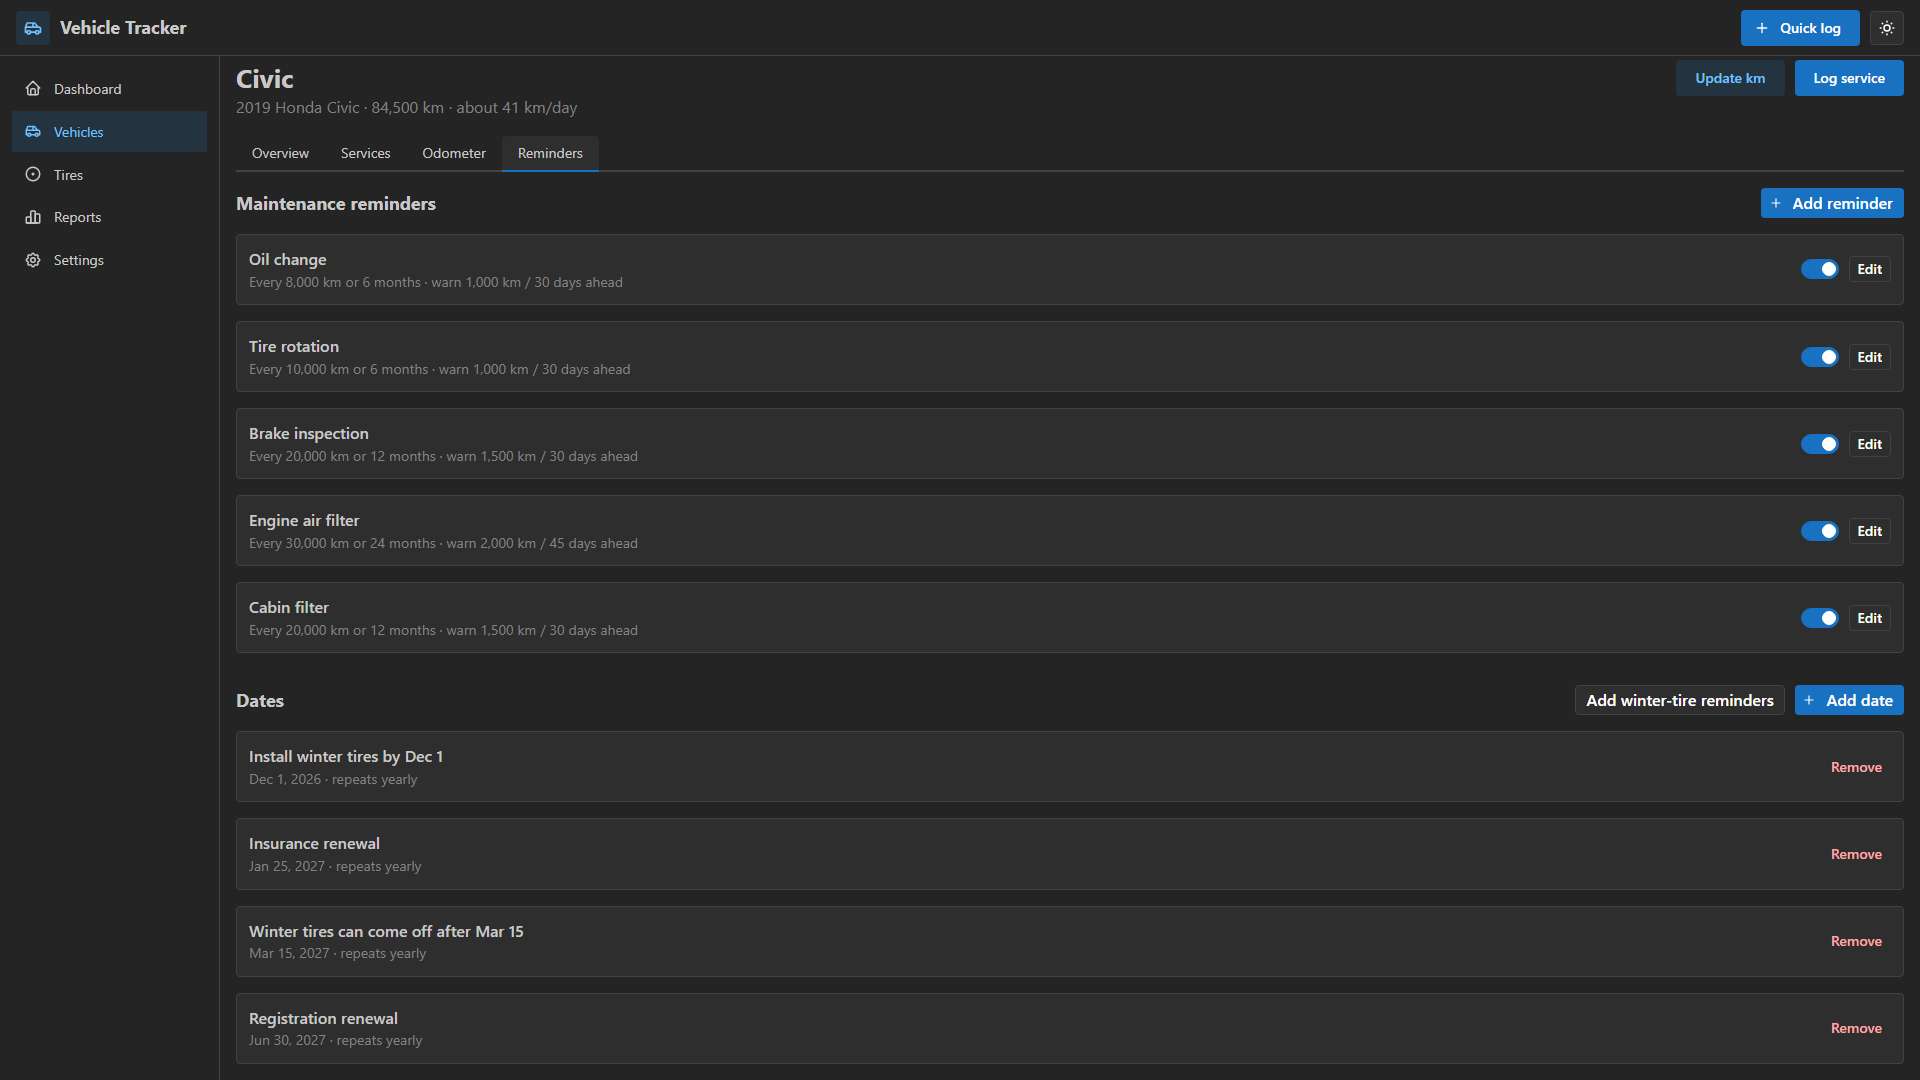 Vehicle Tracker
Quick log
Dashboard
Vehicles
Tires
Reports
Settings
Civic
2019 Honda Civic · 84,500 km · about 41 km/day
Update km
Log service
Overview
Services
Odometer
Reminders
Maintenance reminders
+ Add reminder
Oil change
Every 8,000 km or 6 months · warn 1,000 km / 30 days ahead
Edit
Tire rotation
Every 10,000 km or 6 months · warn 1,000 km / 30 days ahead
Edit
Brake inspection
Every 20,000 km or 12 months · warn 1,500 km / 30 days ahead
Edit
Engine air filter
Every 30,000 km or 24 months · warn 2,000 km / 45 days ahead
Edit
Cabin filter
Every 20,000 km or 12 months · warn 1,500 km / 30 days ahead
Edit
Dates
Add winter-tire reminders
+ Add date
Install winter tires by Dec 1
Dec 1, 2026 · repeats yearly
Remove
Insurance renewal
Jan 25, 2027 · repeats yearly
Remove
Winter tires can come off after Mar 15
Mar 15, 2027 · repeats yearly
Remove
Registration renewal
Jun 30, 2027 · repeats yearly
Remove